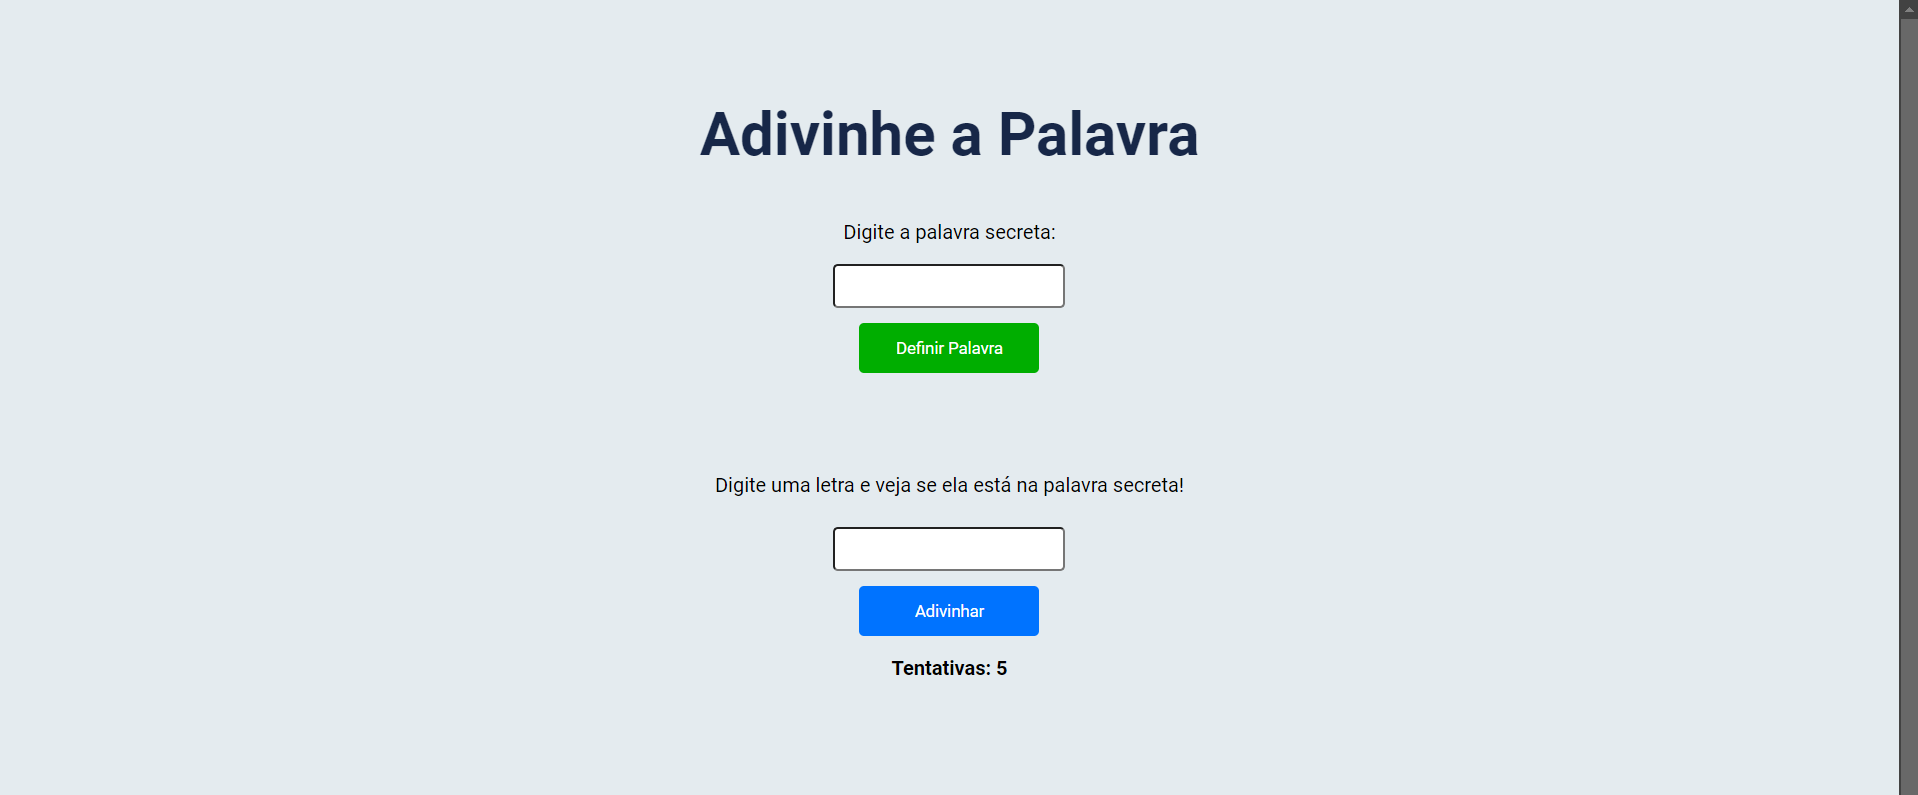 Adivinhe a Palavra
Digite a palavra secreta:
Definir Palavra
Digite uma letra e veja se ela está na palavra secreta!
Adivinhar
Tentativas: 5